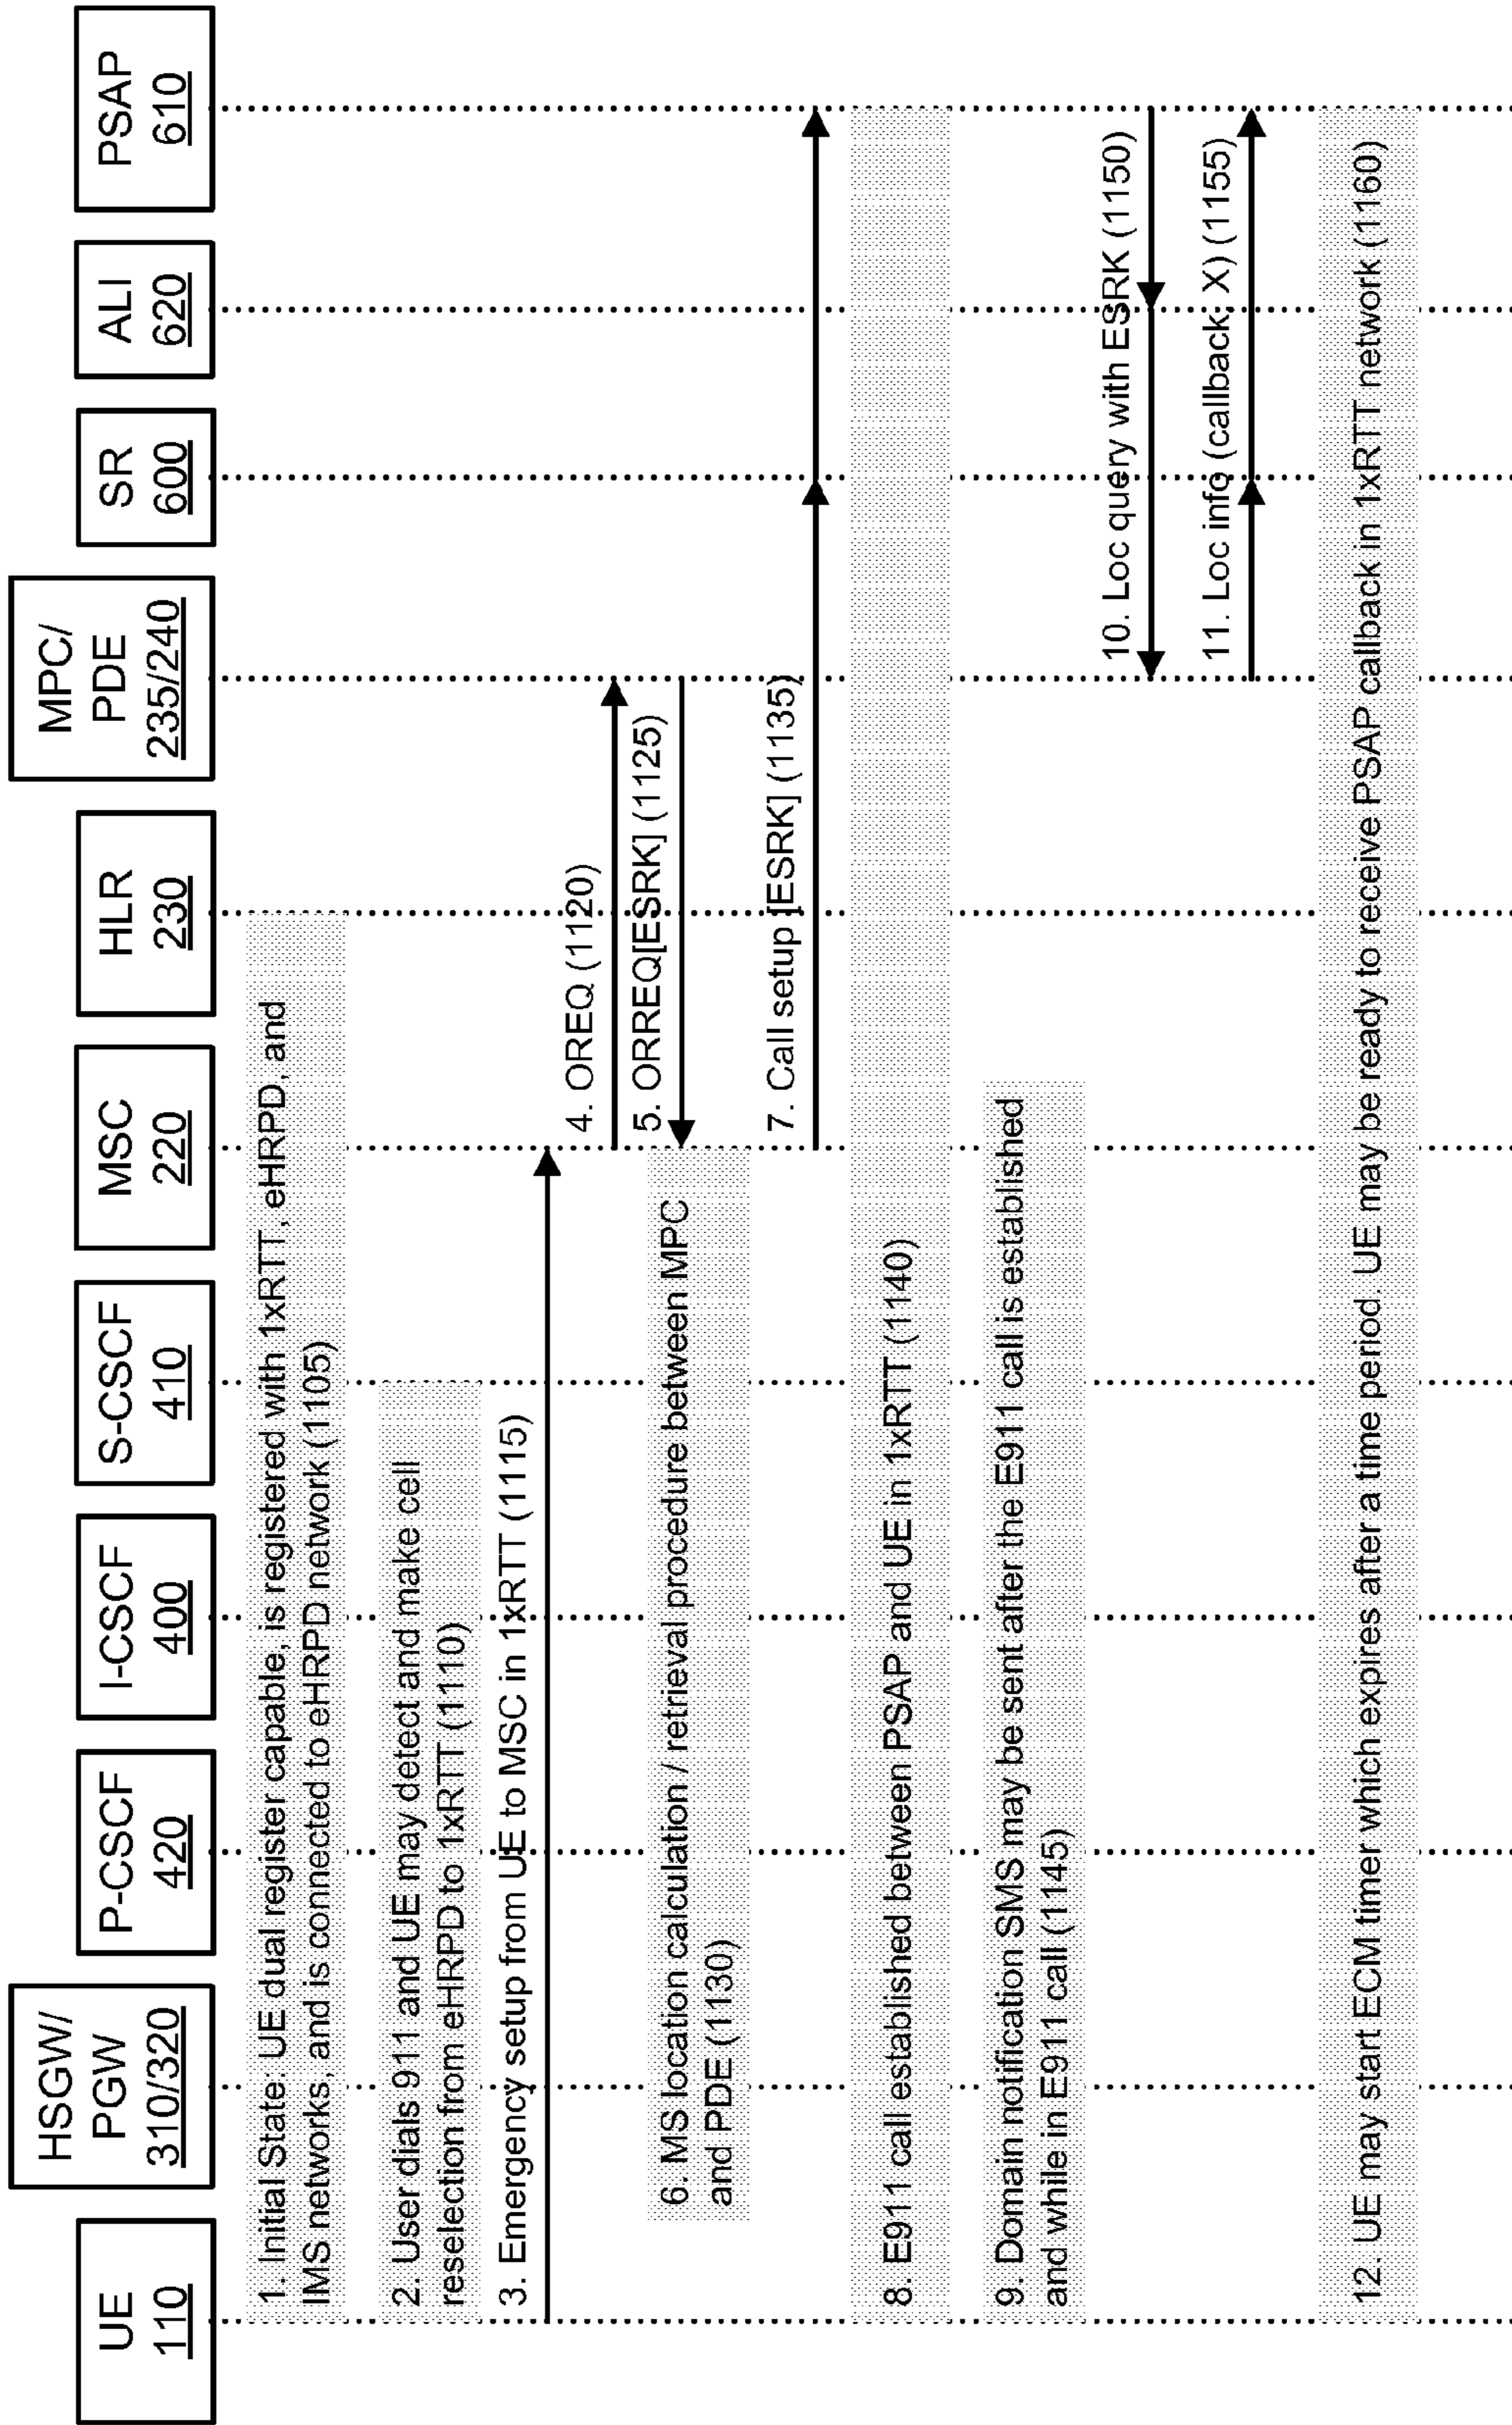 UE
110
HSGW/
PGW
310/320
P-CSCF
420
I-CSCF
400
S-CSCF
410
MSC
220
HLR
230
MPC/
PDE
235/240
SR
600
ALI
620
PSAP
610
1. Initial State: UE dual register capable, is registered with 1xRTT, eHRPD, and
IMS networks, and is connected to eHRPD network (1105)
2. User dials 911 and UE may detect and make cell
reselection from eHRPD to 1xRTT (1110)
3. Emergency setup from UE to MSC in 1xRTT (1115)
4. OREQ (1120)
5. ORREQ[ESRK] (1125)
6. MS location calculation / retrieval procedure between MPC
and PDE (1130)
7. Call setup [ESRK] (1135)
8. E911 call established between PSAP and UE in 1xRTT (1140)
9. Domain notification SMS may be sent after the E911 call is established
and while in E911 call (1145)
10. Loc query with ESRK (1150)
11. Loc info (callback: X) (1155)
12. UE may start ECM timer which expires after a time period. UE may be ready to receive PSAP callback in 1xRTT network (1160)